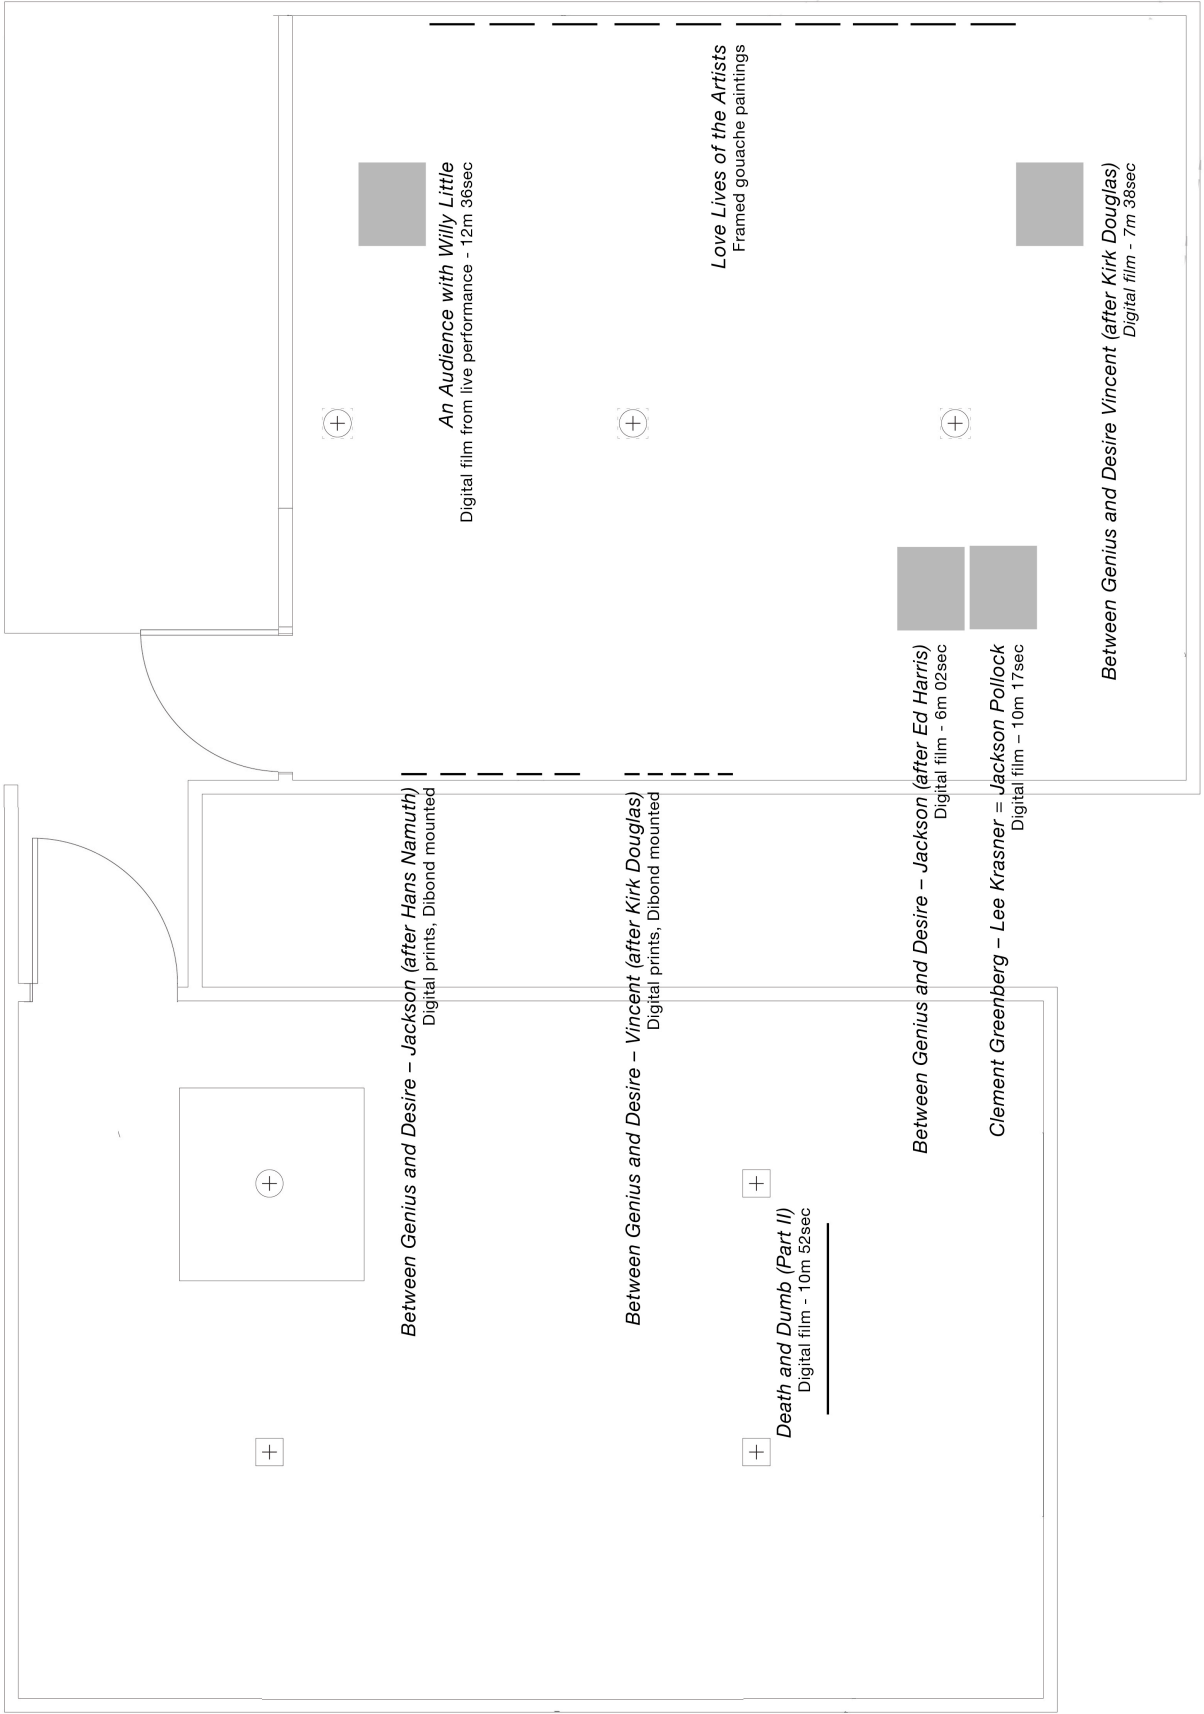 An Audience with Willy Little
Digital film from live performance - 12m 36sec
Love Lives of the Artists
Framed gouache paintings
Between Genius and Desire Vincent (after Kirk Douglas)
Digital film - 7m 38sec
Between Genius and Desire – Jackson (after Hans Namuth)
Digital prints, Dibond mounted
Between Genius and Desire – Vincent (after Kirk Douglas)
Digital prints, Dibond mounted
Between Genius and Desire – Jackson (after Ed Harris)
Digital film - 6m 02sec
Clement Greenberg – Lee Krasner = Jackson Pollock
Digital film – 10m 17sec
Death and Dumb (Part II)
Digital film - 10m 52sec